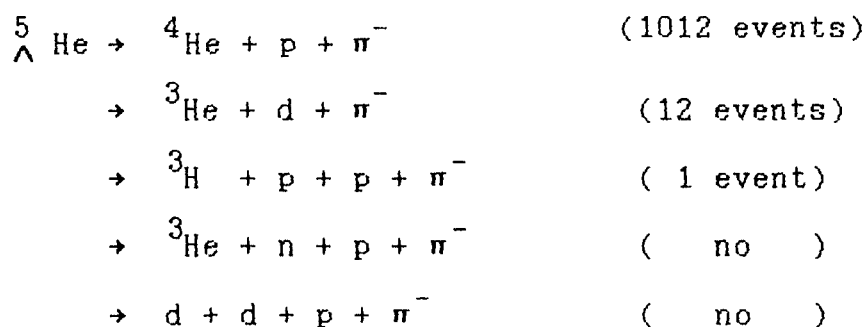 ⁵_Λ He → ⁴He + p + π⁻ (1012 events)
→ ³He + d + π⁻ (12 events)
→ ³H + p + p + π⁻ ( 1 event)
→ ³He + n + p + π⁻ ( no )
→ d + d + p + π⁻ ( no )